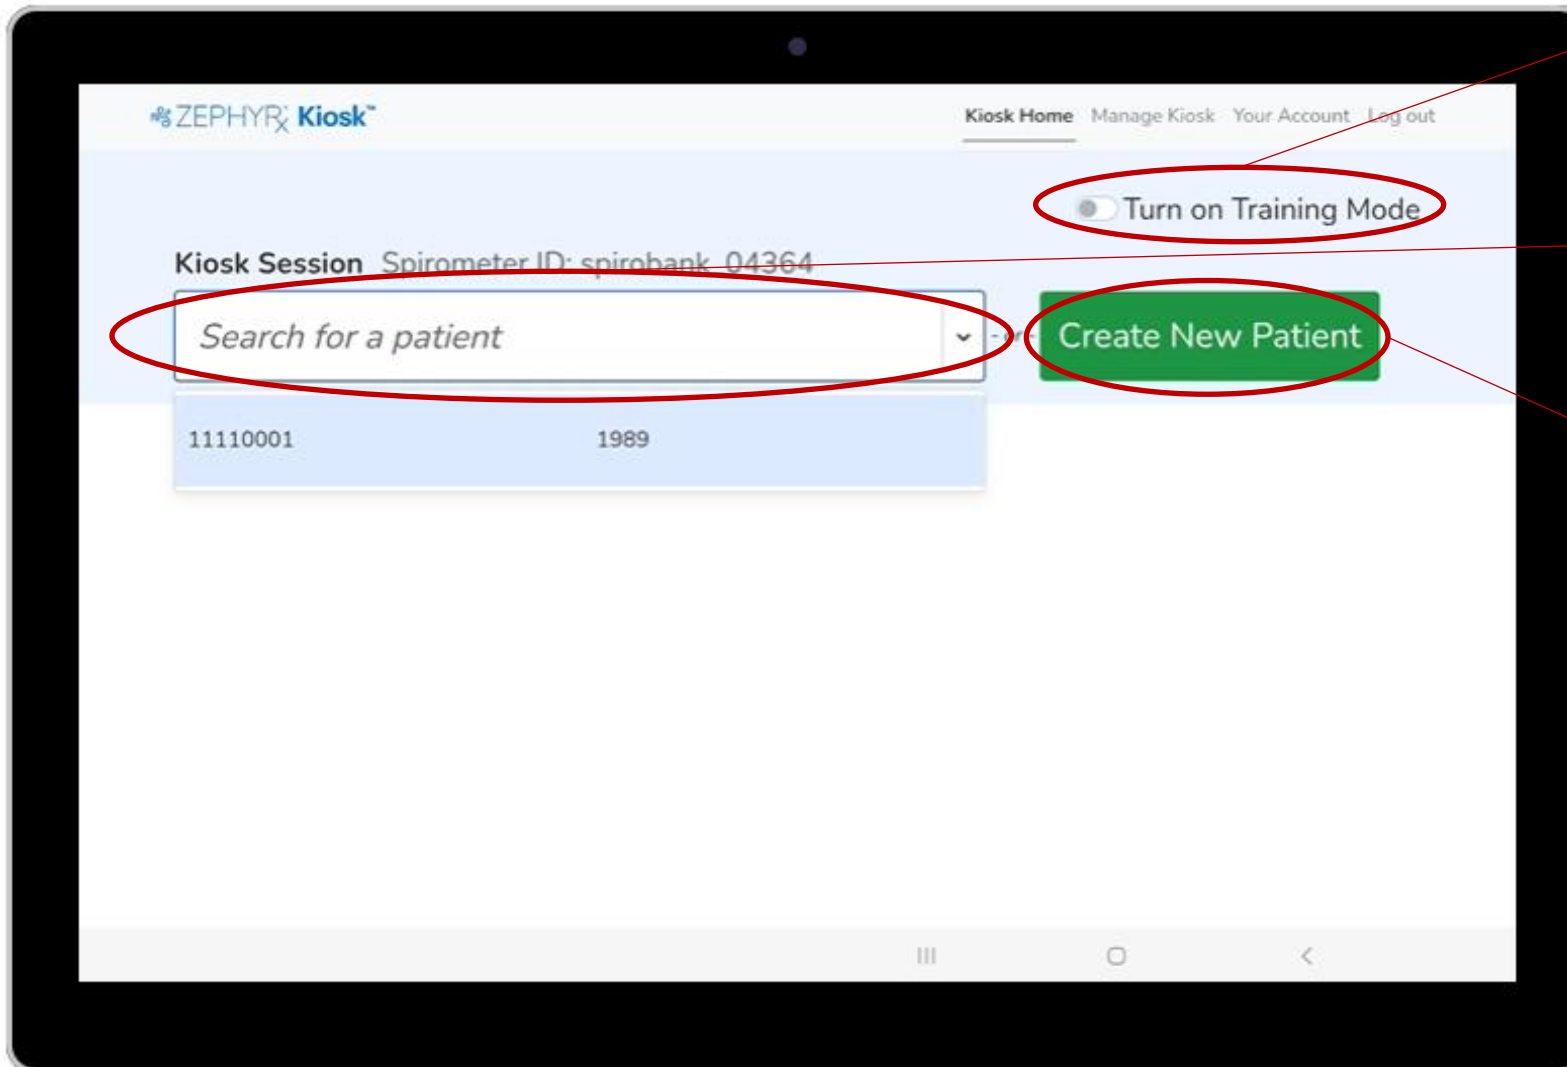 ZEPHYRx Kiosk™ Kiosk Home Manage Kiosk Your Account Log out
Turn on Training Mode
Kiosk Session Spirometer ID: spirobank_04364
Search for a patient - or - Create New Patient
11110001 1989